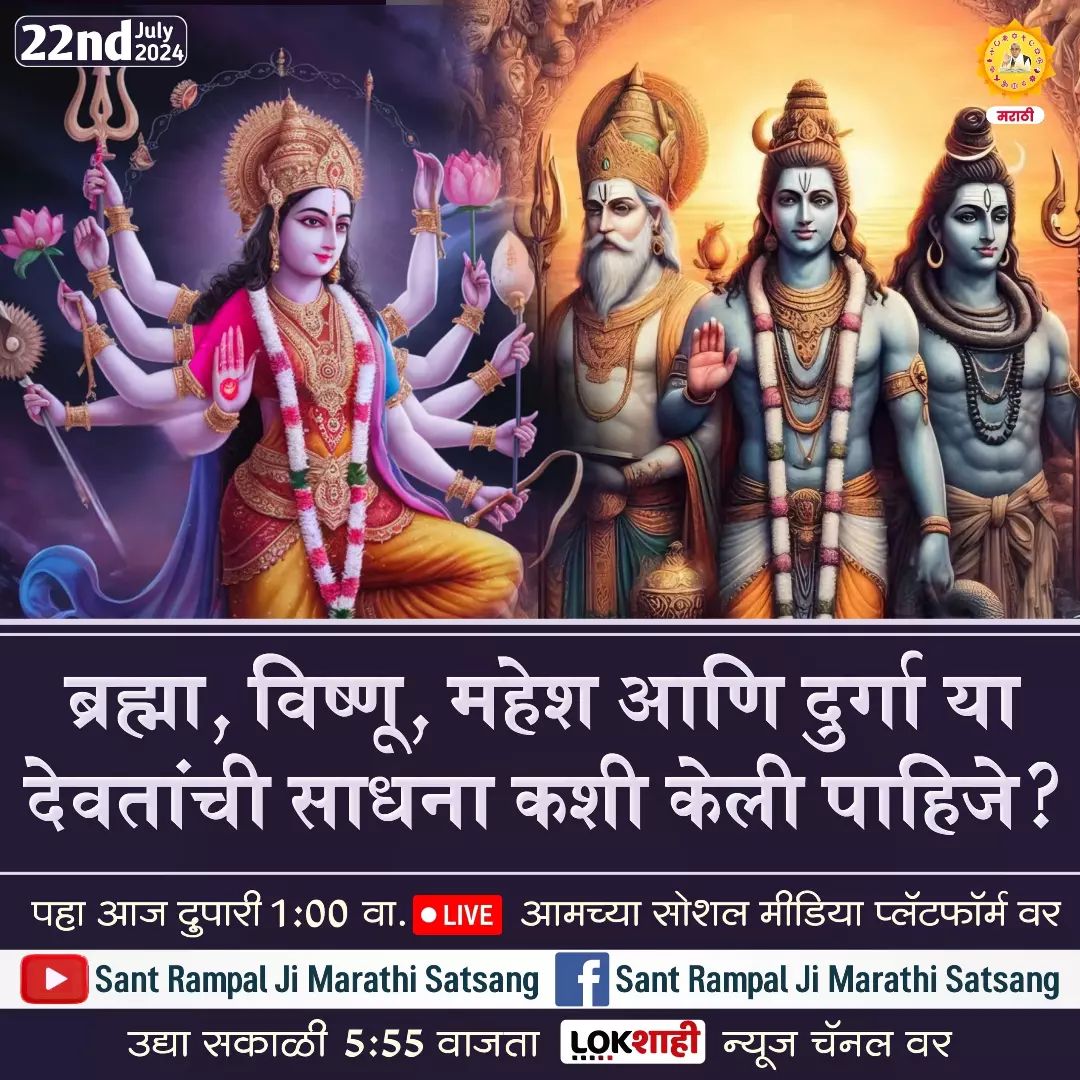 22nd July 2024
मराठी
ब्रह्मा, विष्णू, महेश आणि दुर्गा या
देवतांची साधना कशी केली पाहिजे?
पहा आज दुपारी 1:00 वा. LIVE आमच्या सोशल मीडिया प्लॅटफॉर्म वर
Sant Rampal Ji Marathi Satsang f Sant Rampal Ji Marathi Satsang
उद्या सकाळी 5:55 वाजता LOKशाही न्यूज चॅनल वर